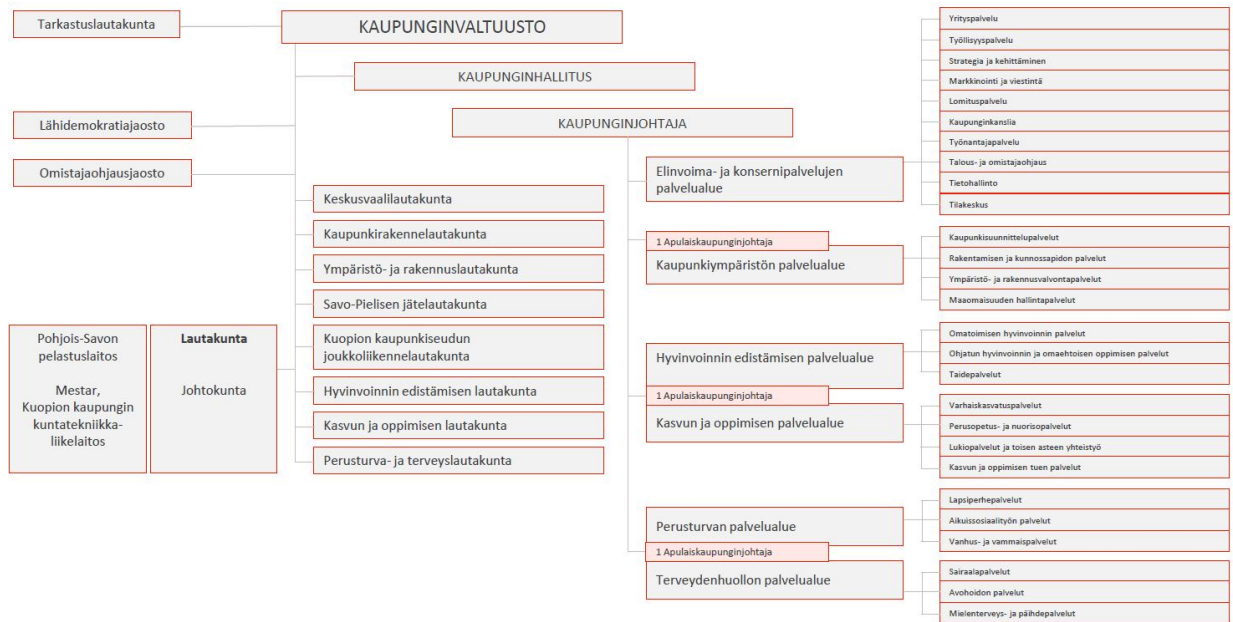 Tarkastuslautakunta
KAUPUNGINVALTUUSTO
KAUPUNGINHALLITUS
KAUPUNGINJOHTAJA
Lähidemokratiajaosto
Omistajaohjausjaosto
Keskusvaalilautakunta
Kaupunkirakennelautakunta
Ympäristö- ja rakennuslautakunta
Savo-Pielisen jätelautakunta
Kuopion kaupunkiseudun
joukkoliikennelautakunta
Hyvinvoinnin edistämisen lautakunta
Kasvun ja oppimisen lautakunta
Perusturva- ja terveyslautakunta
Pohjois-Savon
pelastuslaitos
Mestar,
Kuopion kaupungin
kuntatekniikka-
liikelaitos
Lautakunta
Johtokunta
Elinvoima- ja konsernipalvelujen
palvelualue
Yrityspalvelu
Työllisyyspalvelu
Strategia ja kehittäminen
Markkinointi ja viestintä
Lomituspalvelu
Kaupunginkanslia
Työnantajapalvelu
Talous- ja omistajaohjaus
Tietohallinto
Tilakeskus
1 Apulaiskaupunginjohtaja
Kaupunkiympäristön palvelualue
Kaupunkisuunnittelupalvelut
Rakentamisen ja kunnossapidon palvelut
Ympäristö- ja rakennusvalvontapalvelut
Maaomaisuuden hallintapalvelut
Hyvinvoinnin edistämisen palvelualue
Omatoimisen hyvinvoinnin palvelut
Ohjatun hyvinvoinnin ja omaehtoisen oppimisen palvelut
Taidepalvelut
1 Apulaiskaupunginjohtaja
Kasvun ja oppimisen palvelualue
Varhaiskasvatuspalvelut
Perusopetus- ja nuorisopalvelut
Lukiopalvelut ja toisen asteen yhteistyö
Kasvun ja oppimisen tuen palvelut
Perusturvan palvelualue
Lapsiperhepalvelut
Aikuissosiaalityön palvelut
Vanhus- ja vammaispalvelut
1 Apulaiskaupunginjohtaja
Terveydenhuollon palvelualue
Sairaalapalvelut
Avohoidon palvelut
Mielenterveys- ja päihdepalvelut